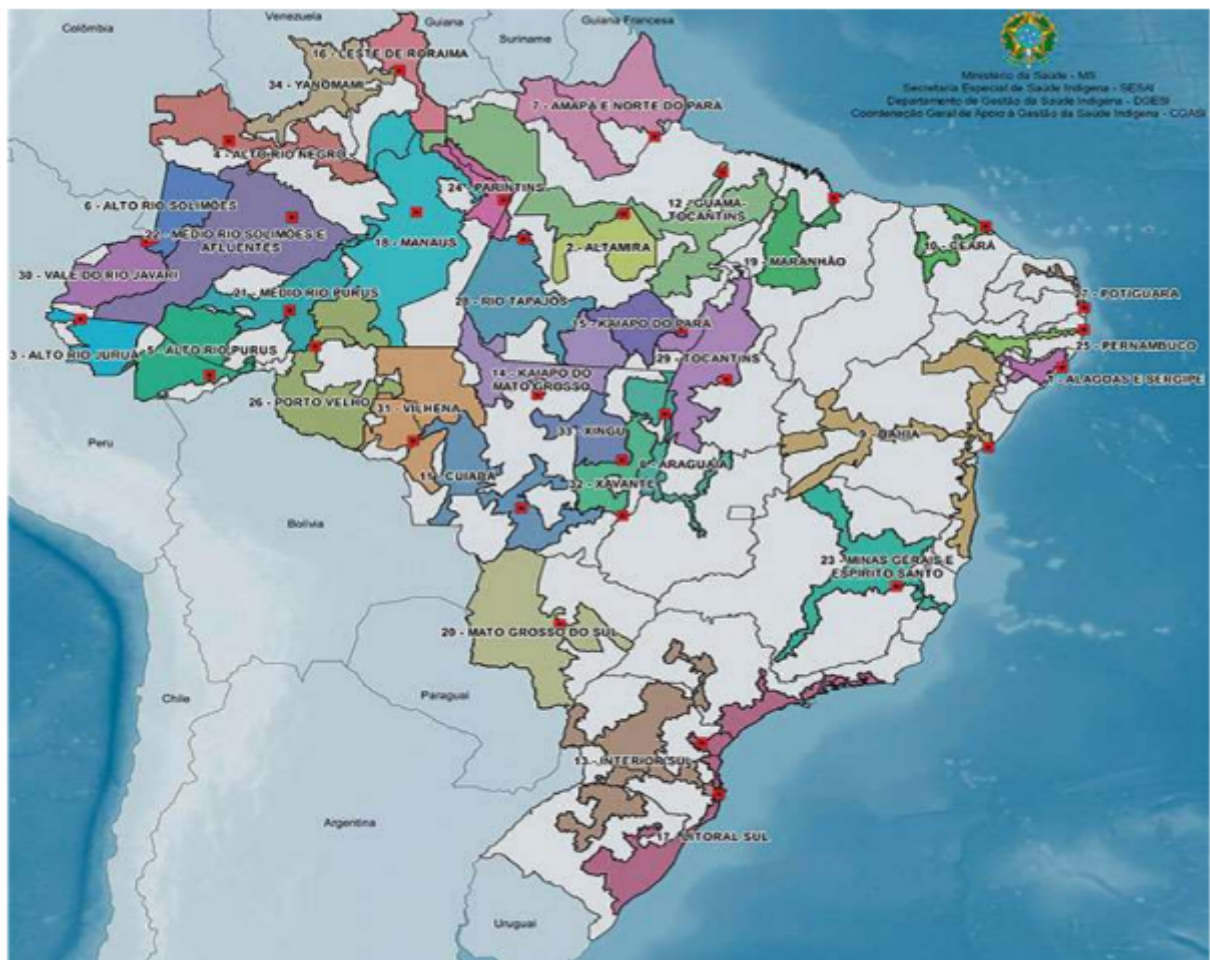 Colômbia
Venezuela
Guiana
Guiana Francesa
Suriname
Ministério da Saúde - MS
Secretaria Especial de Saúde Indígena - SESAI
Departamento de Gestão da Saúde Indígena - DGESI
Coordenação Geral de Apoio à Gestão da Saúde Indígena - CGASI
16 - LESTE DE RORAIMA
34 - YANOMAMI
7 - AMAPÁ E NORTE DO PARÁ
4 - ALTO RIO NEGRO
24 - PARINTINS
6 - ALTO RIO SOLIMÕES
12 - GUAMÁ-
TOCANTINS
22 - MÉDIO RIO SOLIMÕES E
AFLUENTES
18 - MANAUS
2 - ALTAMIRA
10 - CEARÁ
19 - MARANHÃO
30 - VALE DO RIO JAVARI
21 - MÉDIO RIO PURUS
28 - RIO TAPAJÓS
7 - POTIGUARA
15 - KAIAPÓ DO PARÁ
25 - PERNAMBUCO
3 - ALTO RIO JURUÁ
5 - ALTO RIO PURUS
29 - TOCANTINS
14 - KAIAPÓ DO
MATO GROSSO
1 - ALAGOAS E SERGIPE
26 - PORTO VELHO
31 - VILHENA
33 - XINGU
9 - BAHIA
Peru
ARAGUAIA
11 - CUIABÁ
32 - XAVANTE
Bolívia
23 - MINAS GERAIS E
ESPÍRITO SANTO
20 - MATO GROSSO DO SUL
Paraguai
Chile
13 - INTERIOR SUL
Argentina
17 - LITORAL SUL
Uruguai